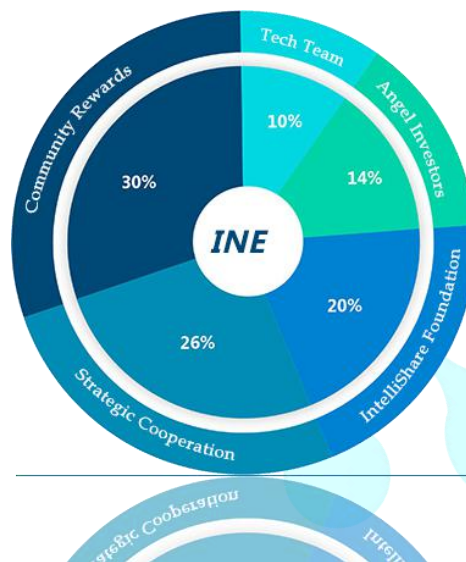 Tech Team
10%
Angel Investors
14%
IntelliShare Foundation
20%
Strategic Cooperation
26%
Community Rewards
30%
INE